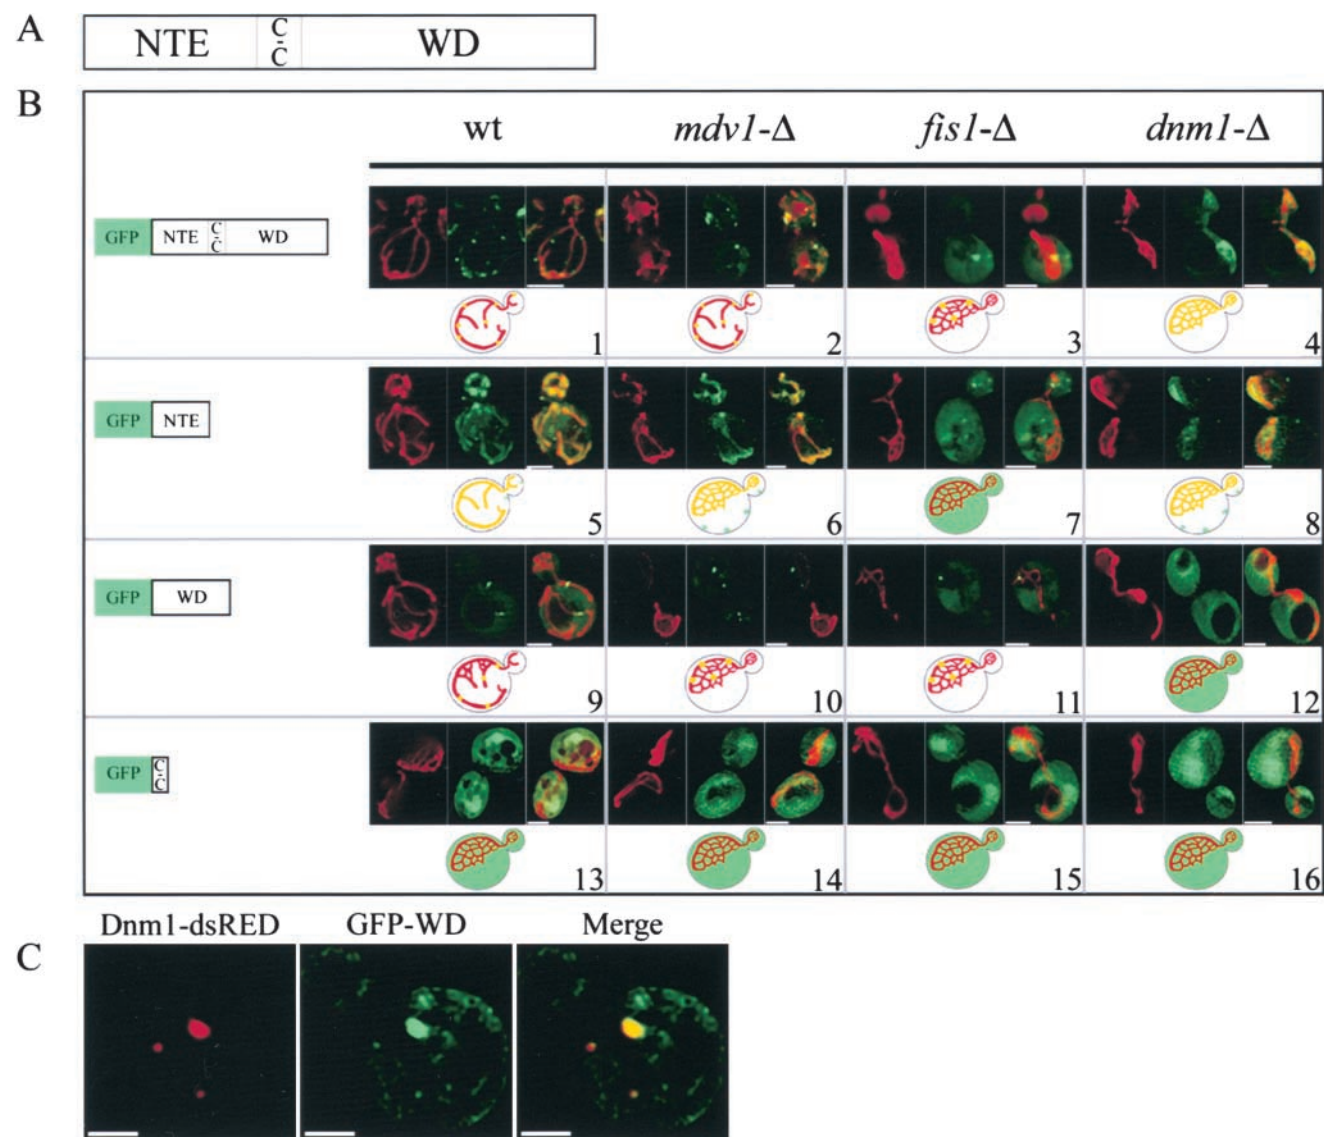 A
NTE C-C WD
B
wt mdv1-Δ fis1-Δ dnm1-Δ
GFP NTE C-C WD
1 2 3 4
GFP NTE
5 6 7 8
GFP WD
9 10 11 12
GFP C-C
13 14 15 16
C
Dnm1-dsRED GFP-WD Merge